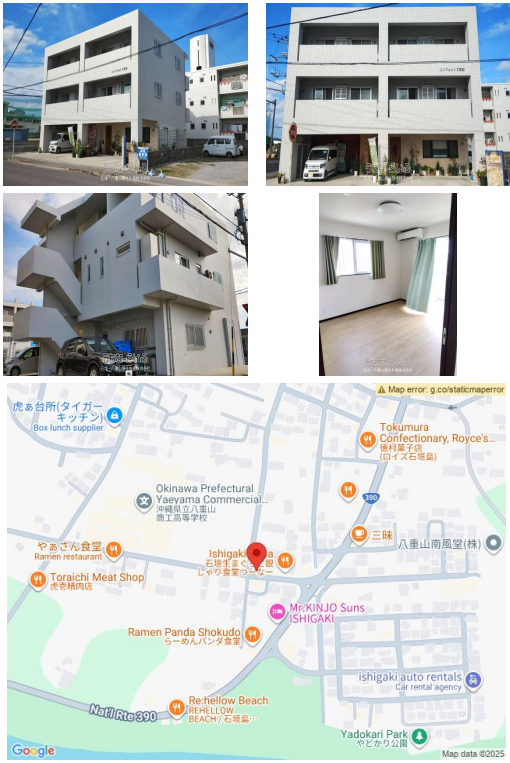 Map error: g.co/staticmaperror
虎ぁ台所(タイガー
キッチン)
Box lunch supplier
Tokumura
Confectionary, Royce's...
徳村菓子店
(ロイズ石垣島)
Okinawa Prefectural
Yaeyama Commercial...
沖縄県立八重山
商工高等学校
390
三昧
八重山南風堂(株)
やぁさん食堂
Ramen restaurant
Toraichi Meat Shop
虎壱精肉店
Mr.KINJO Suns
ISHIGAKI
Ramen Panda Shokudo
らーめんパンダ食堂
ishigaki auto rentals
Car rental agency
Re:hellow Beach
REHELLOW
BEACH / 石垣島…
Nat'l Rte 390
Yadokari Park
やどかり公園
Google
Map data ©2025